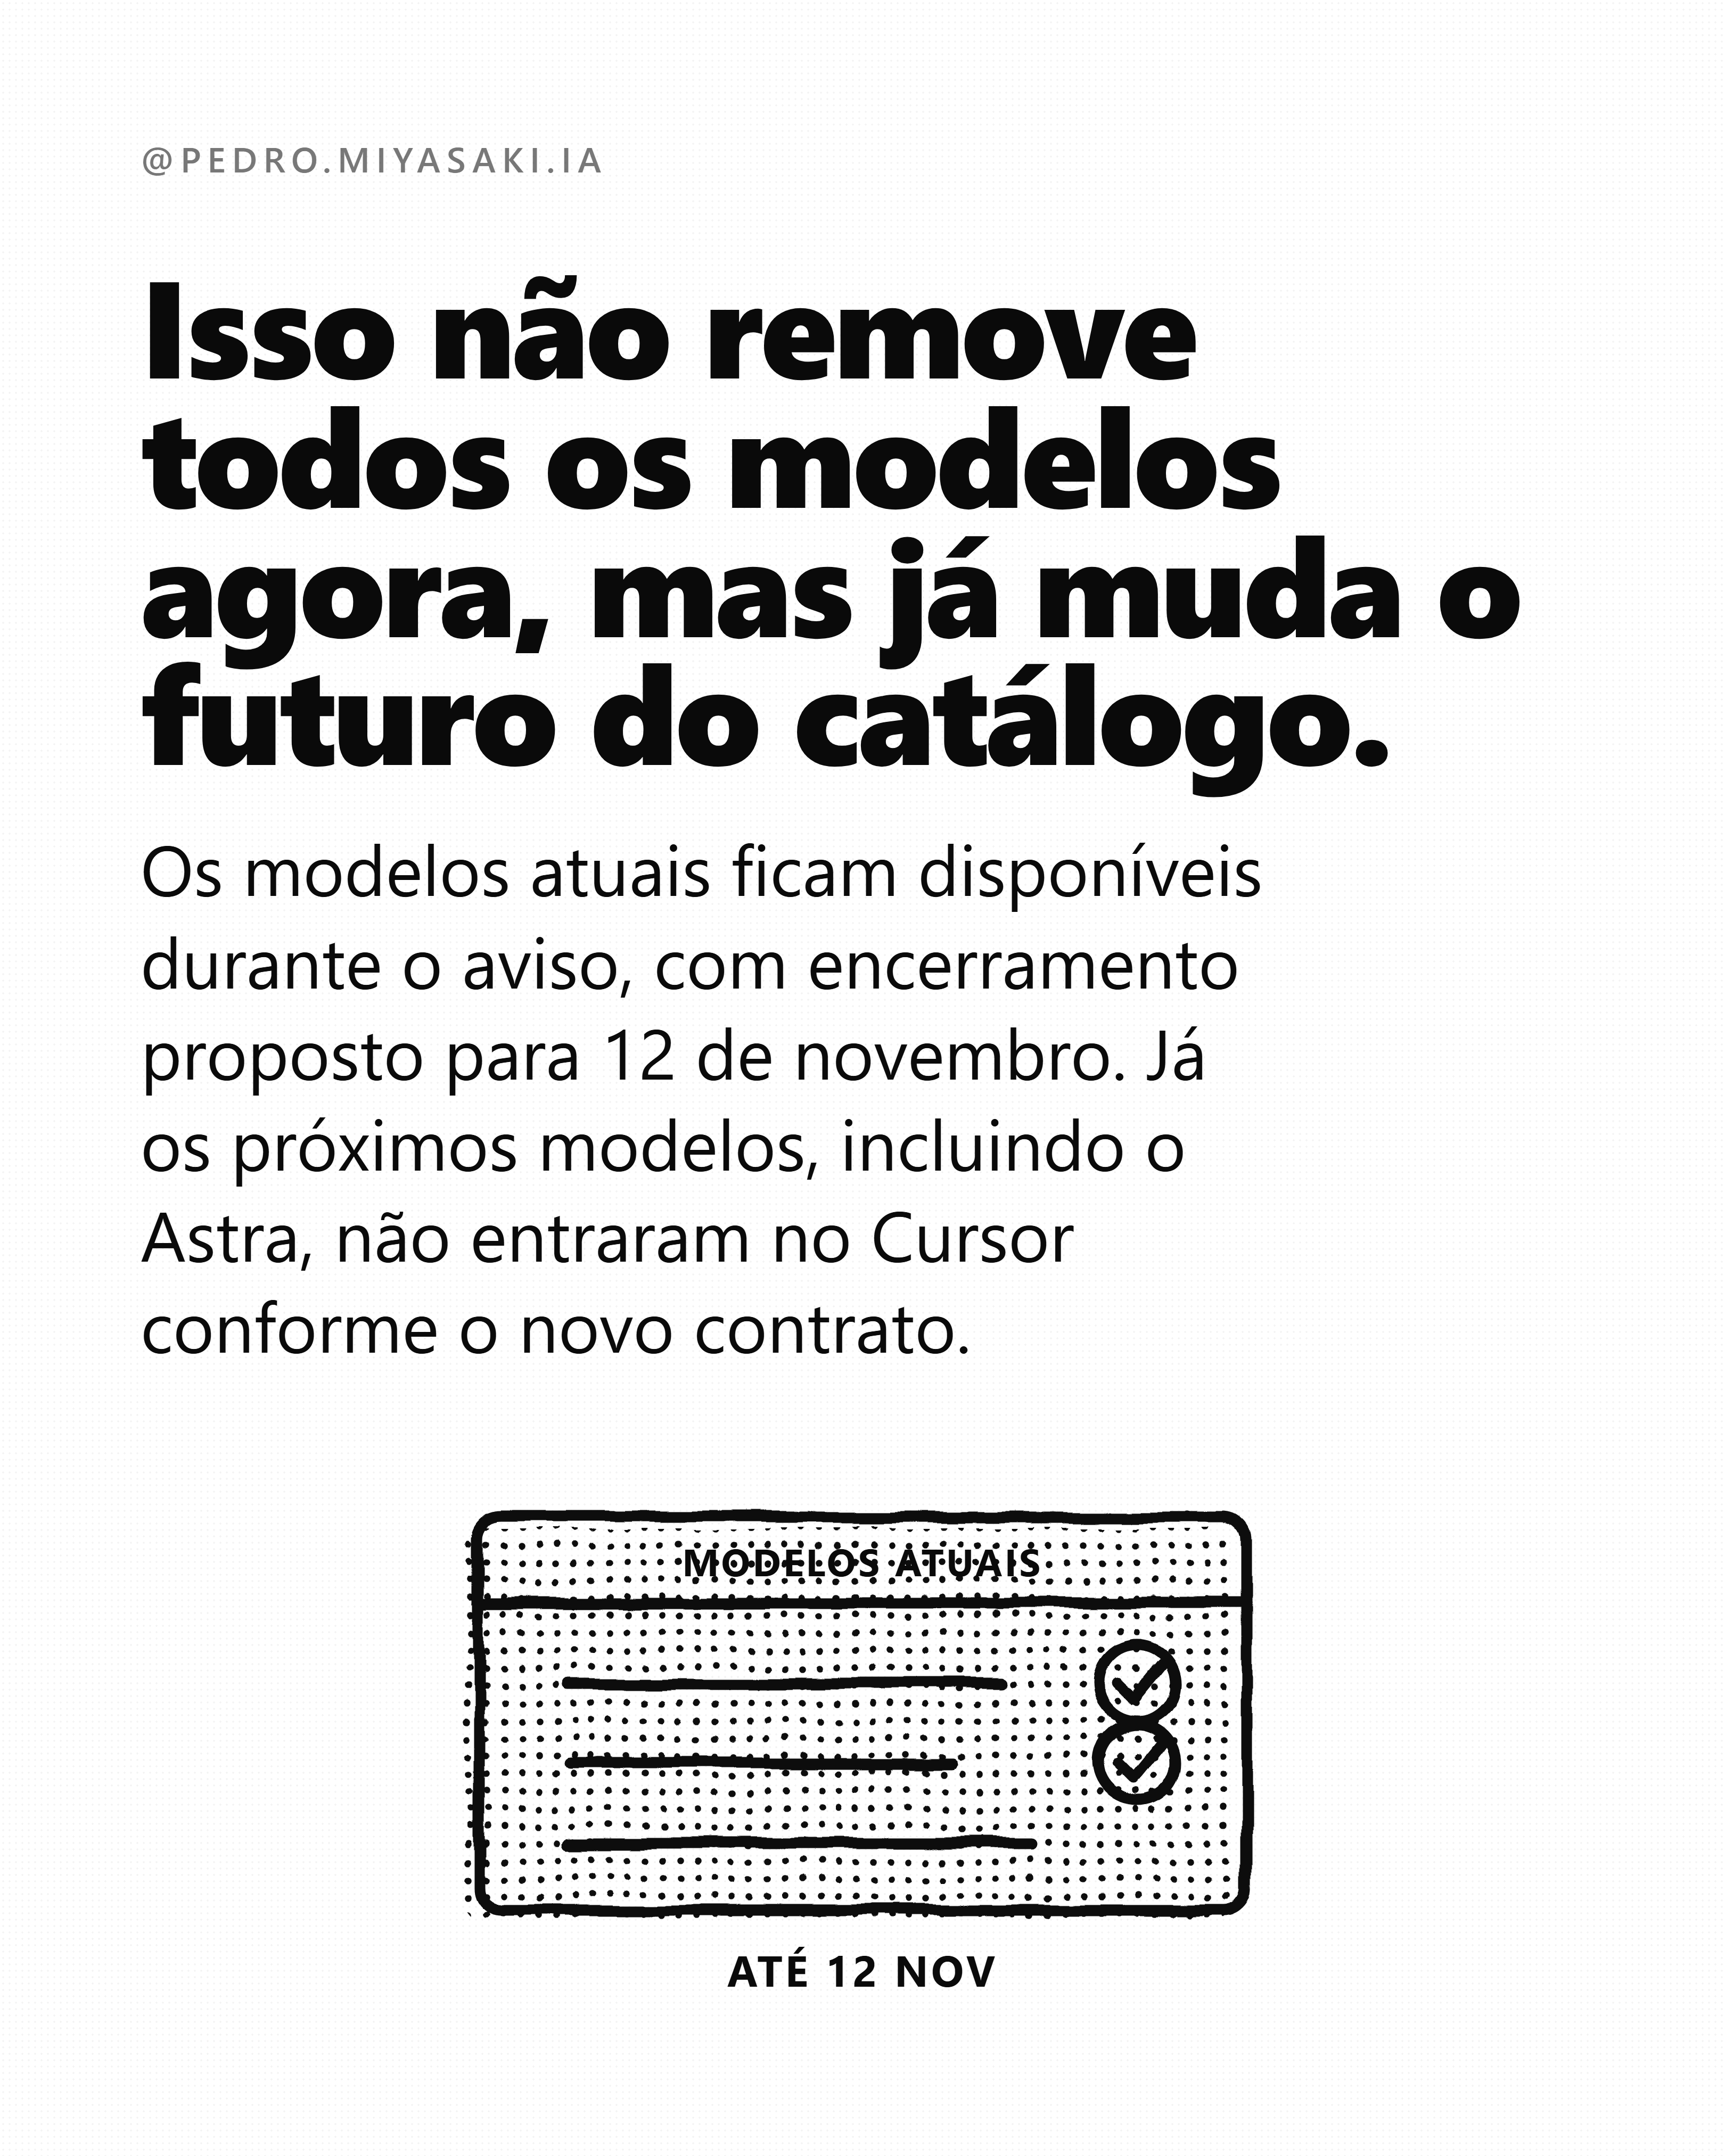 @PEDRO.MIYASAKI.IA
Isso não remove
todos os modelos
agora, mas já muda o
futuro do catálogo.
Os modelos atuais ficam disponíveis
durante o aviso, com encerramento
proposto para 12 de novembro. Já
os próximos modelos, incluindo o
Astra, não entraram no Cursor
conforme o novo contrato.
MODELOS ATUAIS
ATÉ 12 NOV